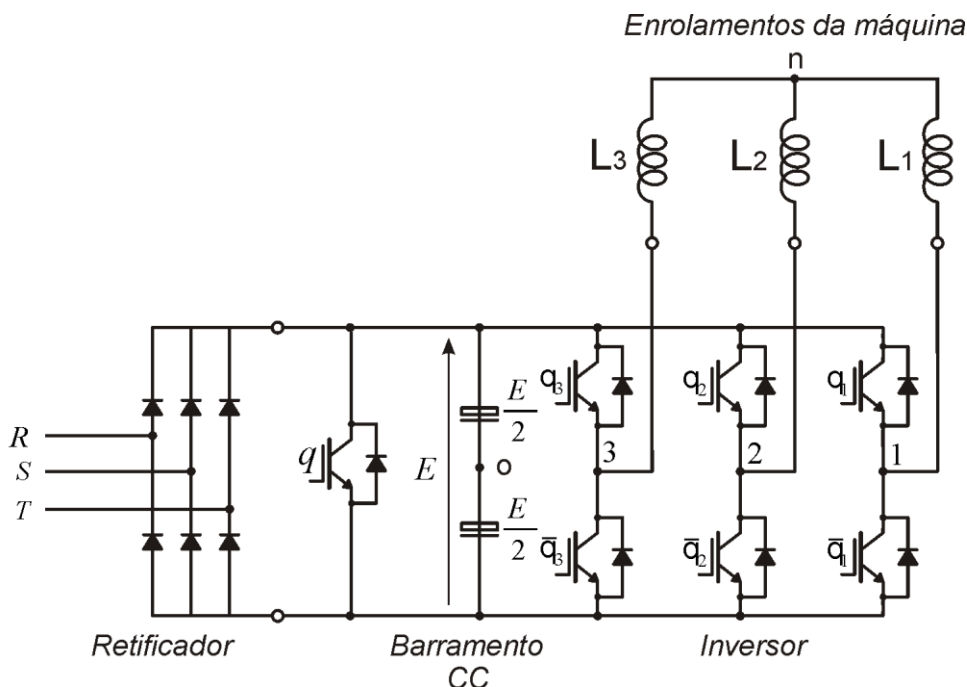 Enrolamentos da máquina
n
L3
L2
L1
R
S
T
q
E
E
2
o
E
2
q3
q2
q1
3
2
1
q̅3
q̅2
q̅1
Retificador
Barramento
CC
Inversor